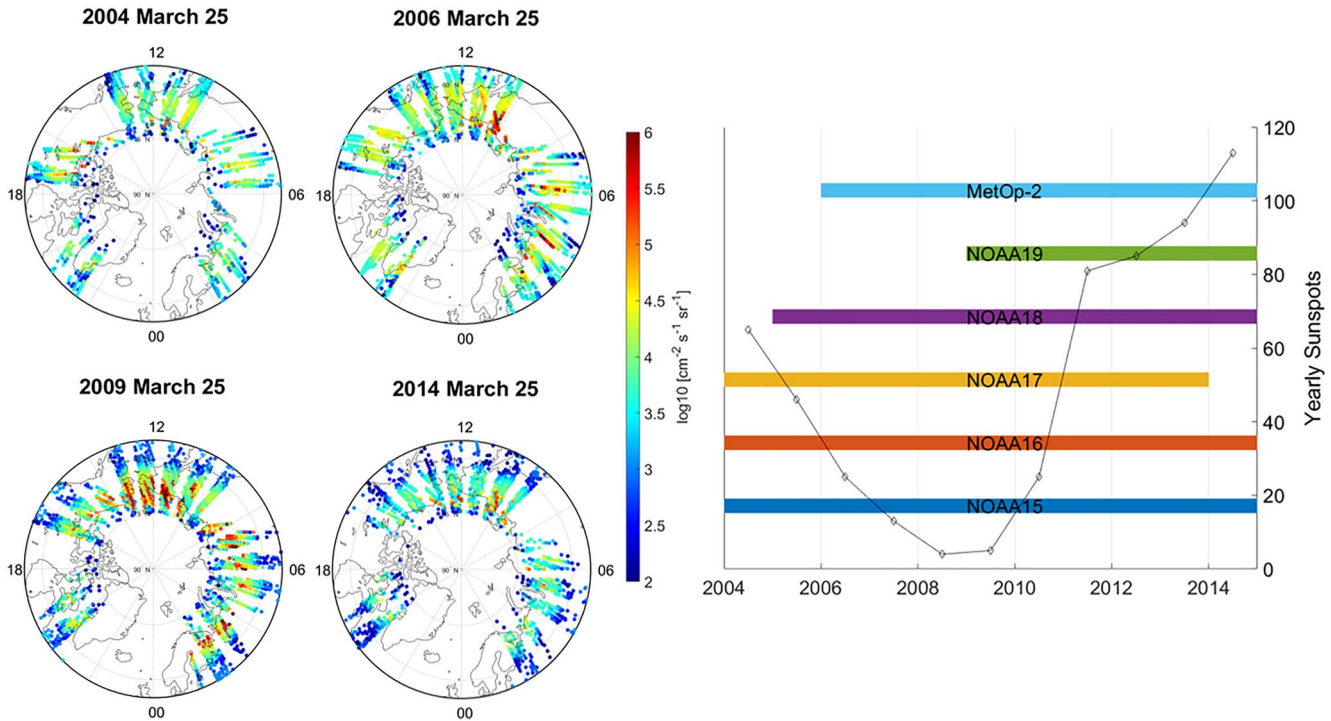 2004 March 25
12
18
90 N
06
00
2006 March 25
12
18
90 N
06
00
2009 March 25
12
18
90 N
06
00
2014 March 25
12
18
90 N
06
00
6
5.5
5
4.5
4
3.5
3
2.5
2
log10 [cm⁻² s⁻¹ sr⁻¹]
MetOp-2
NOAA19
NOAA18
NOAA17
NOAA16
NOAA15
120
100
80
60
40
20
0
Yearly Sunspots
2004 2006 2008 2010 2012 2014